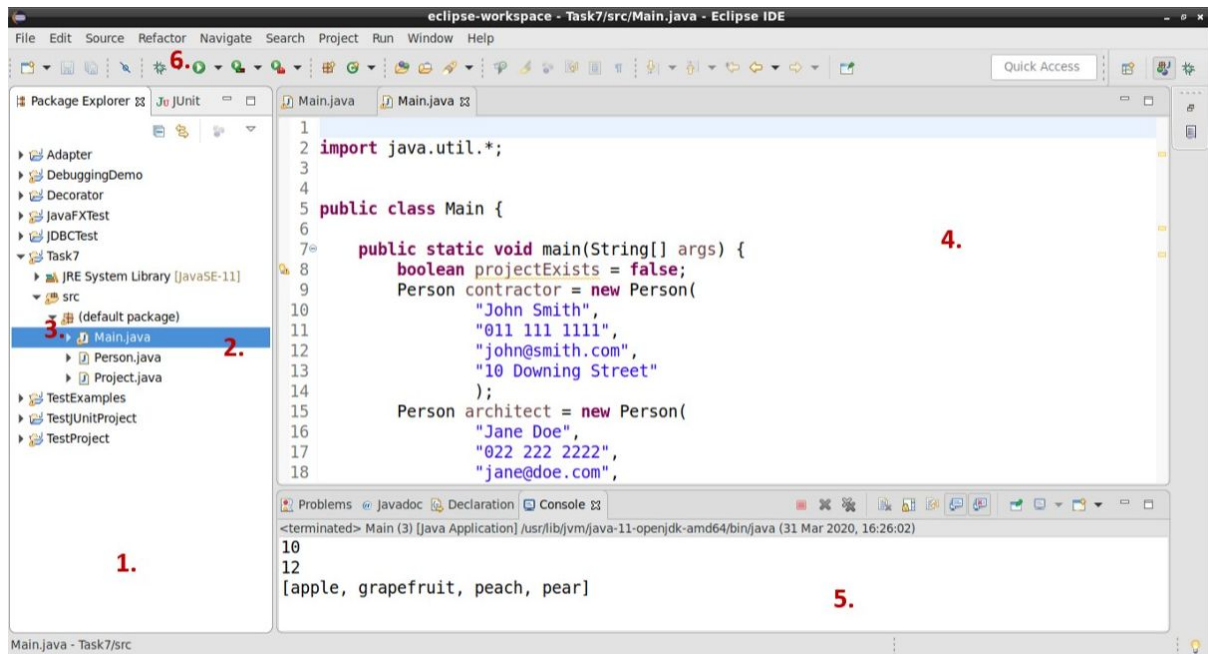 eclipse-workspace - Task7/src/Main.java - Eclipse IDE
File Edit Source Refactor Navigate Search Project Run Window Help
6.
Quick Access
Package Explorer Ju JUnit
Adapter
DebuggingDemo
Decorator
JavaFXTest
JDBCTest
Task7
JRE System Library [JavaSE-11]
src
(default package)
3.
Main.java
2.
Person.java
Project.java
TestExamples
TestJUnitProject
TestProject
1.
Main.java Main.java
1
2 import java.util.*;
3
4
5 public class Main {
6
7 public static void main(String[] args) {
8 boolean projectExists = false;
9 Person contractor = new Person(
10 "John Smith",
11 "011 111 1111",
12 "john@smith.com",
13 "10 Downing Street"
14 );
15 Person architect = new Person(
16 "Jane Doe",
17 "022 222 2222",
18 "jane@doe.com",
4.
Problems Javadoc Declaration Console
<terminated> Main (3) [Java Application] /usr/lib/jvm/java-11-openjdk-amd64/bin/java (31 Mar 2020, 16:26:02)
10
12
[apple, grapefruit, peach, pear]
5.
Main.java - Task7/src